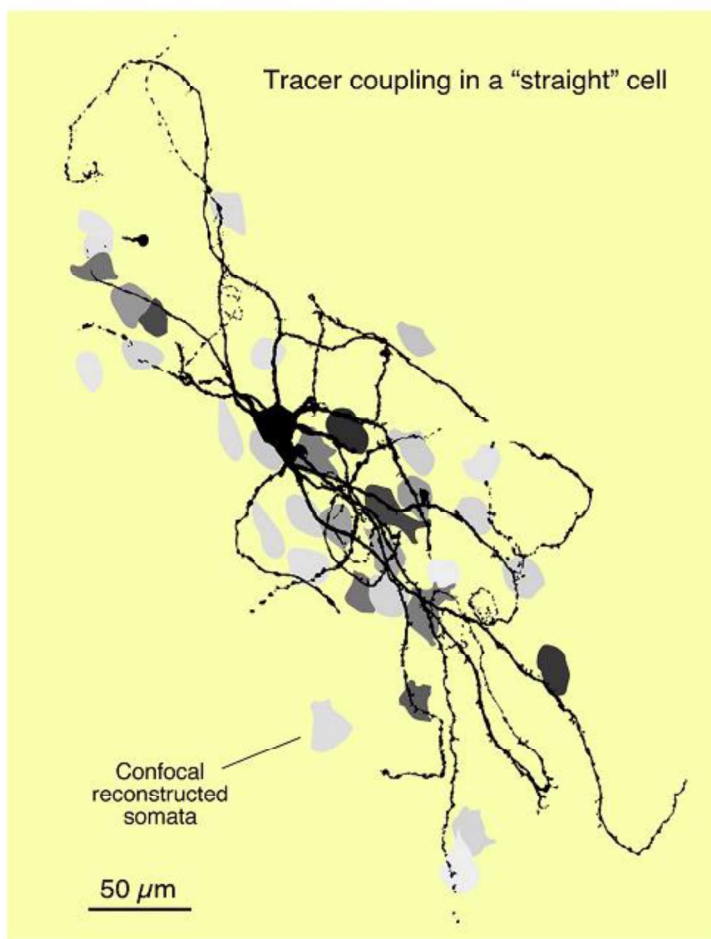 Tracer coupling in a “straight” cell
Confocal
reconstructed
somata
50 µm